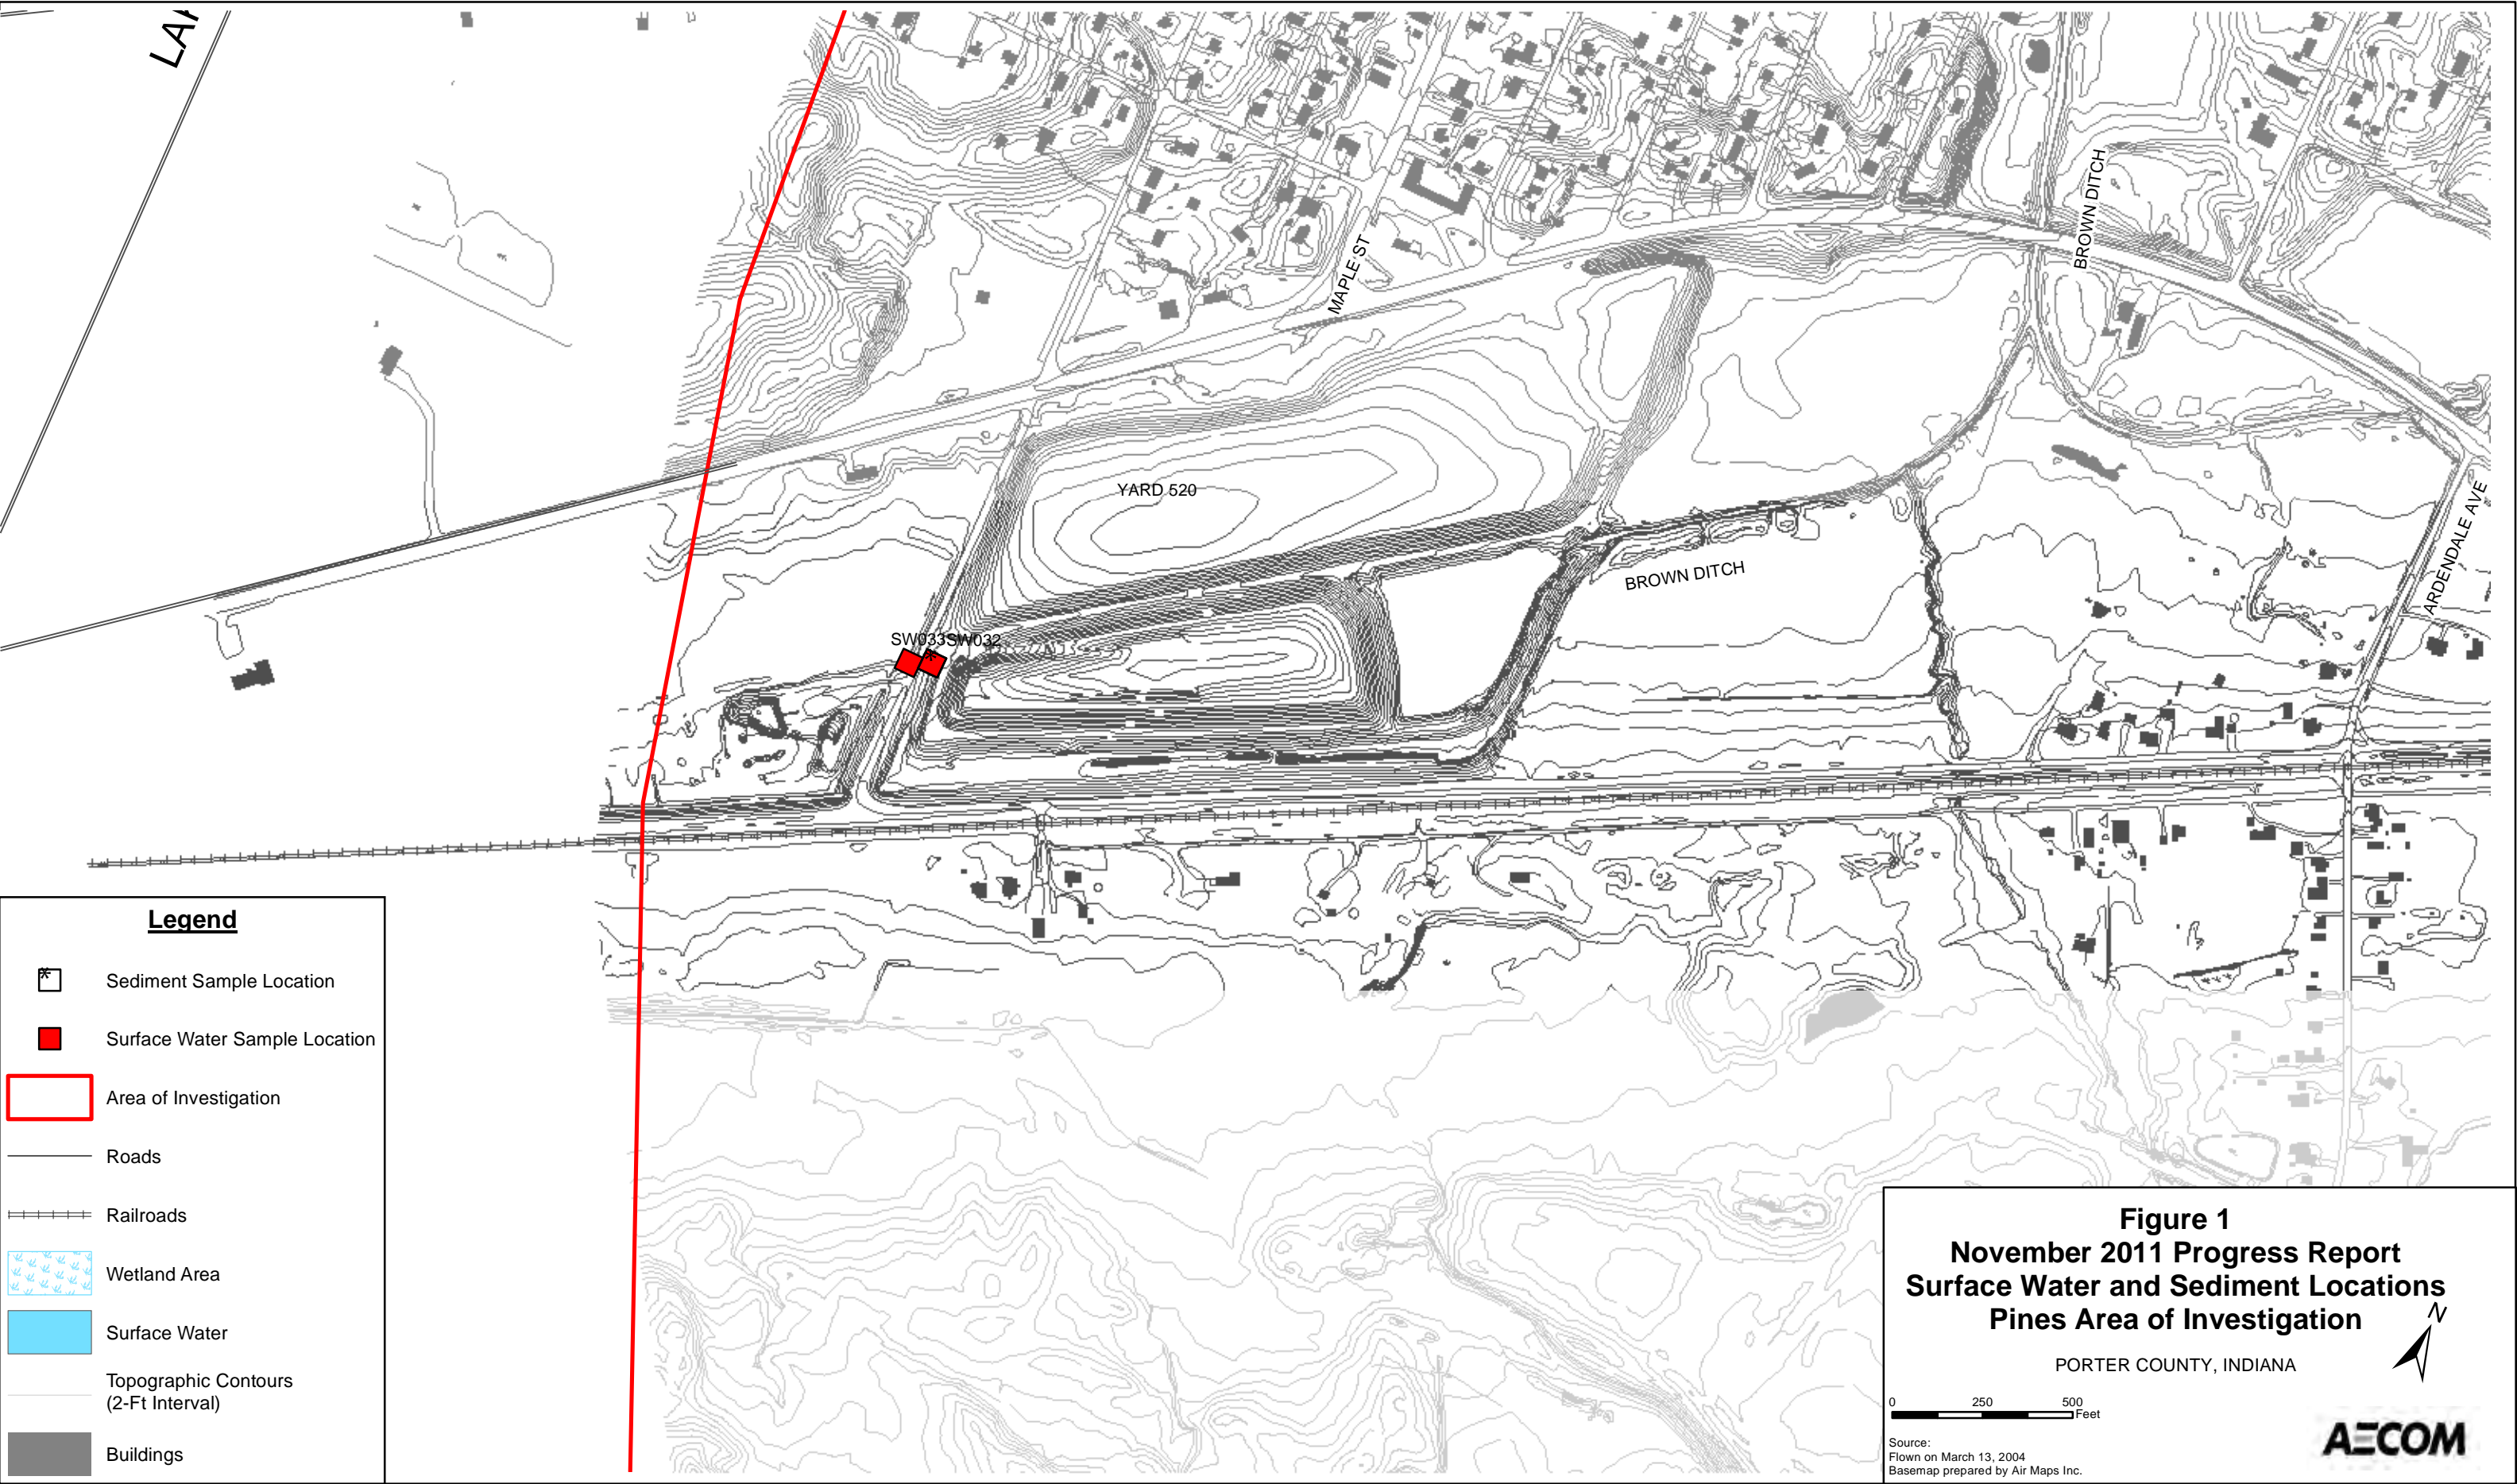 MAPLE ST
BROWN DITCH
YARD 520
BROWN DITCH
ARDENDALE AVE
SW033
SW032
Legend
Sediment Sample Location
Surface Water Sample Location
Area of Investigation
Roads
Railroads
Wetland Area
Surface Water
Topographic Contours
(2-Ft Interval)
Buildings
Figure 1
November 2011 Progress Report
Surface Water and Sediment Locations
Pines Area of Investigation
N
PORTER COUNTY, INDIANA
0 250 500
Feet
Source:
Flown on March 13, 2004
Basemap prepared by Air Maps Inc.
AECOM